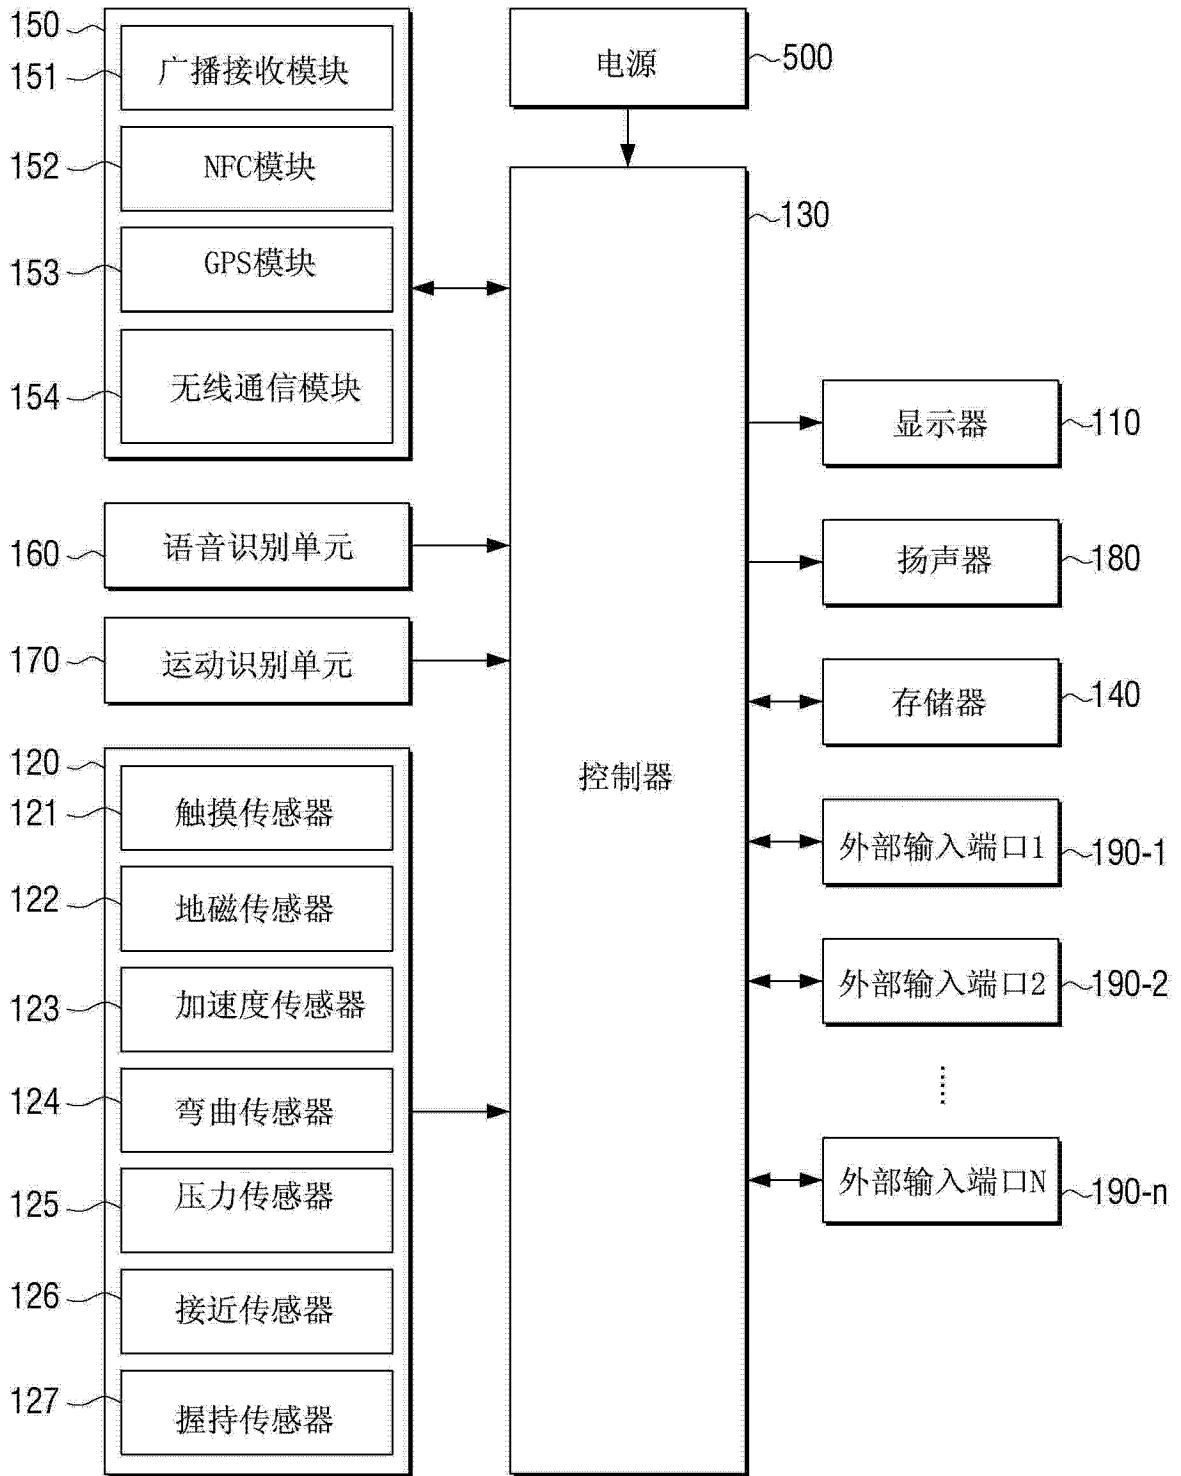 150
151
广播接收模块
152
NFC模块
153
GPS模块
154
无线通信模块
160
语音识别单元
170
运动识别单元
120
121
触摸传感器
122
地磁传感器
123
加速度传感器
124
弯曲传感器
125
压力传感器
126
接近传感器
127
握持传感器
电源
500
控制器
130
显示器
110
扬声器
180
存储器
140
外部输入端口1
190-1
外部输入端口2
190-2
外部输入端口N
190-n